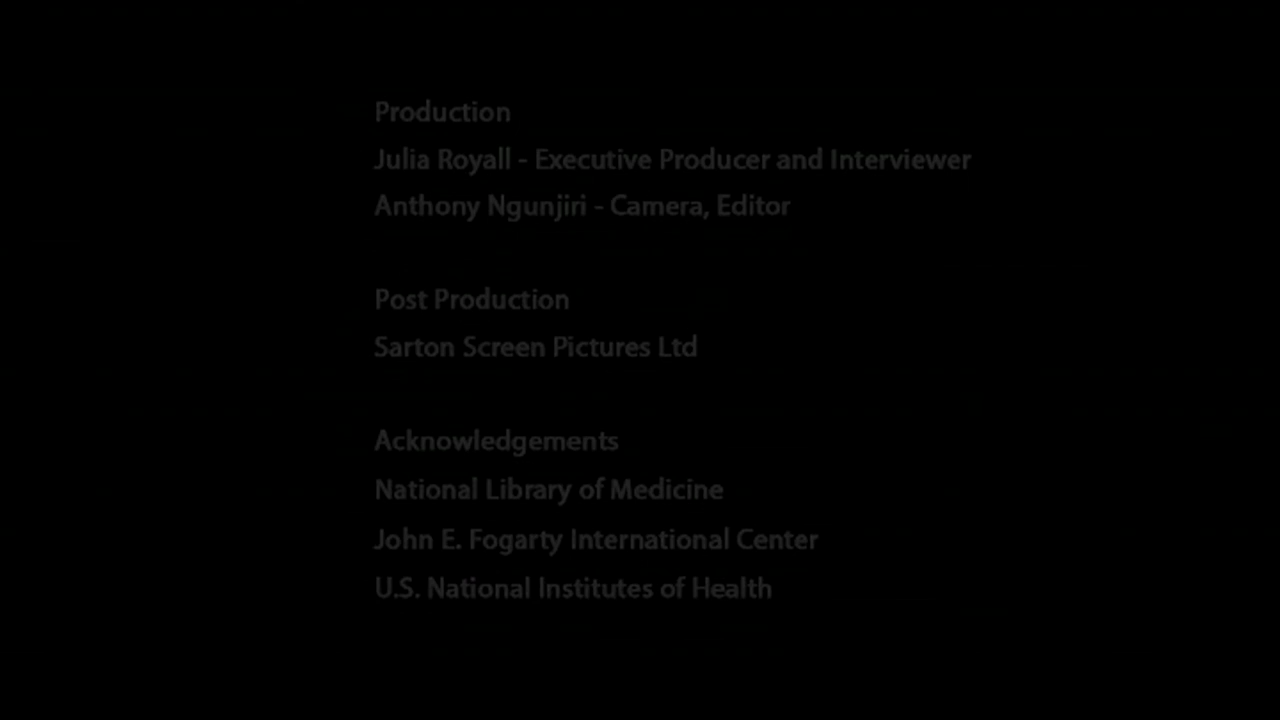 Production
Julia Royall - Executive Producer and Interviewer
Anthony Ngunjiri - Camera, Editor
Post Production
Sarton Screen Pictures Ltd
Acknowledgements
National Library of Medicine
John E. Fogarty International Center
U.S. National Institutes of Health